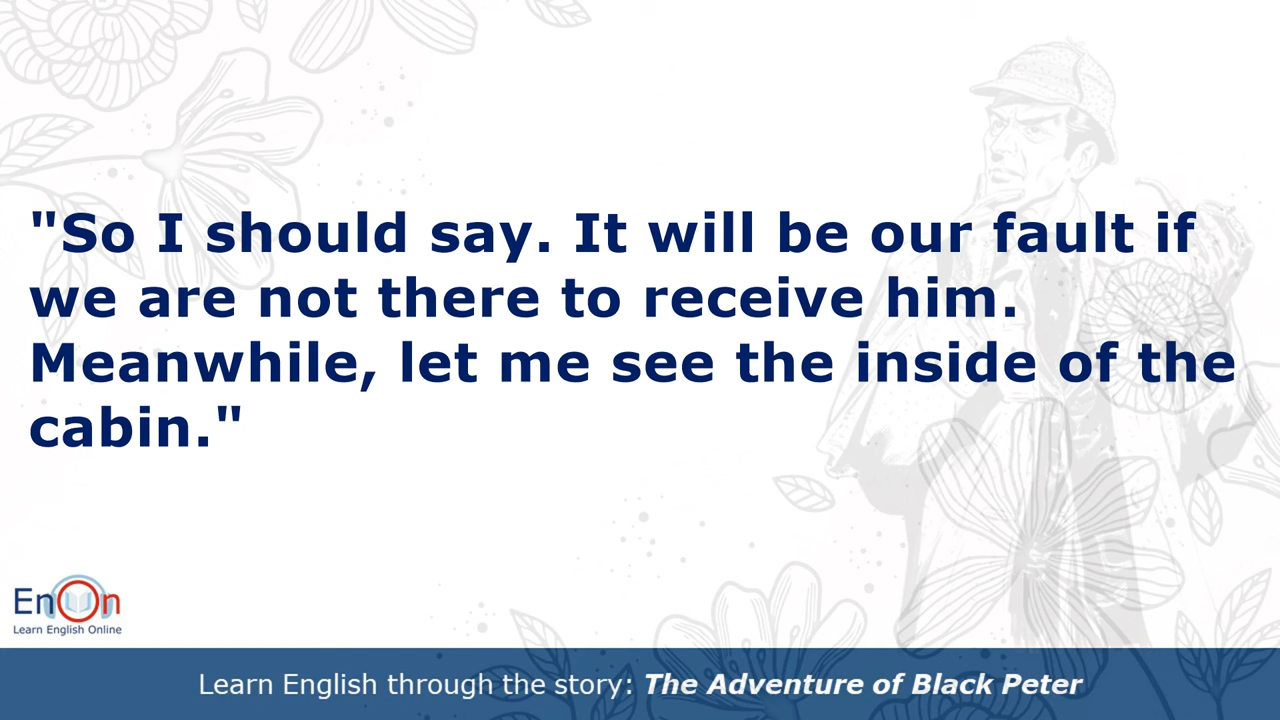 "So I should say. It will be our fault if
we are not there to receive him.
Meanwhile, let me see the inside of the
cabin."
EnOn
Learn English Online
Learn English through the story: The Adventure of Black Peter